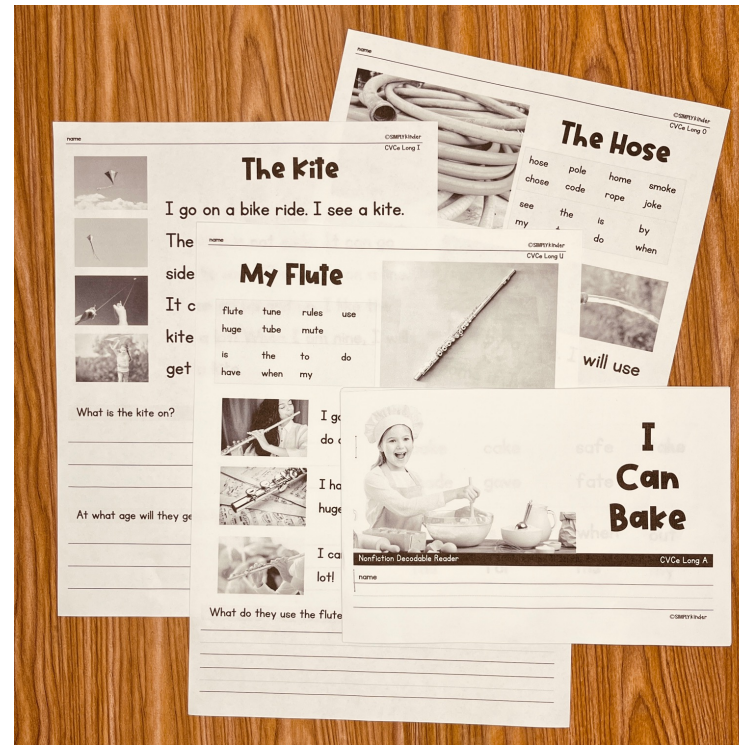 name
©SIMPLYkinder
CVCe Long O
The Hose
hose pole home smoke
chose code rope joke
see the is by
my do when
will use
name
©SIMPLYkinder
CVCe Long I
The Kite
I go on a bike ride. I see a kite.
The
side
It c
kite
get
What is the kite on?
At what age will they ge
name
©SIMPLYkinder
CVCe Long U
My Flute
flute tune rules use
huge tube mute
is the to do
have when my
I go
do a
I ha
huge
I ca
lot!
What do they use the flute
I
Can
Bake
Nonfiction Decodable Reader CVCe Long A
name
©SIMPLYkinder